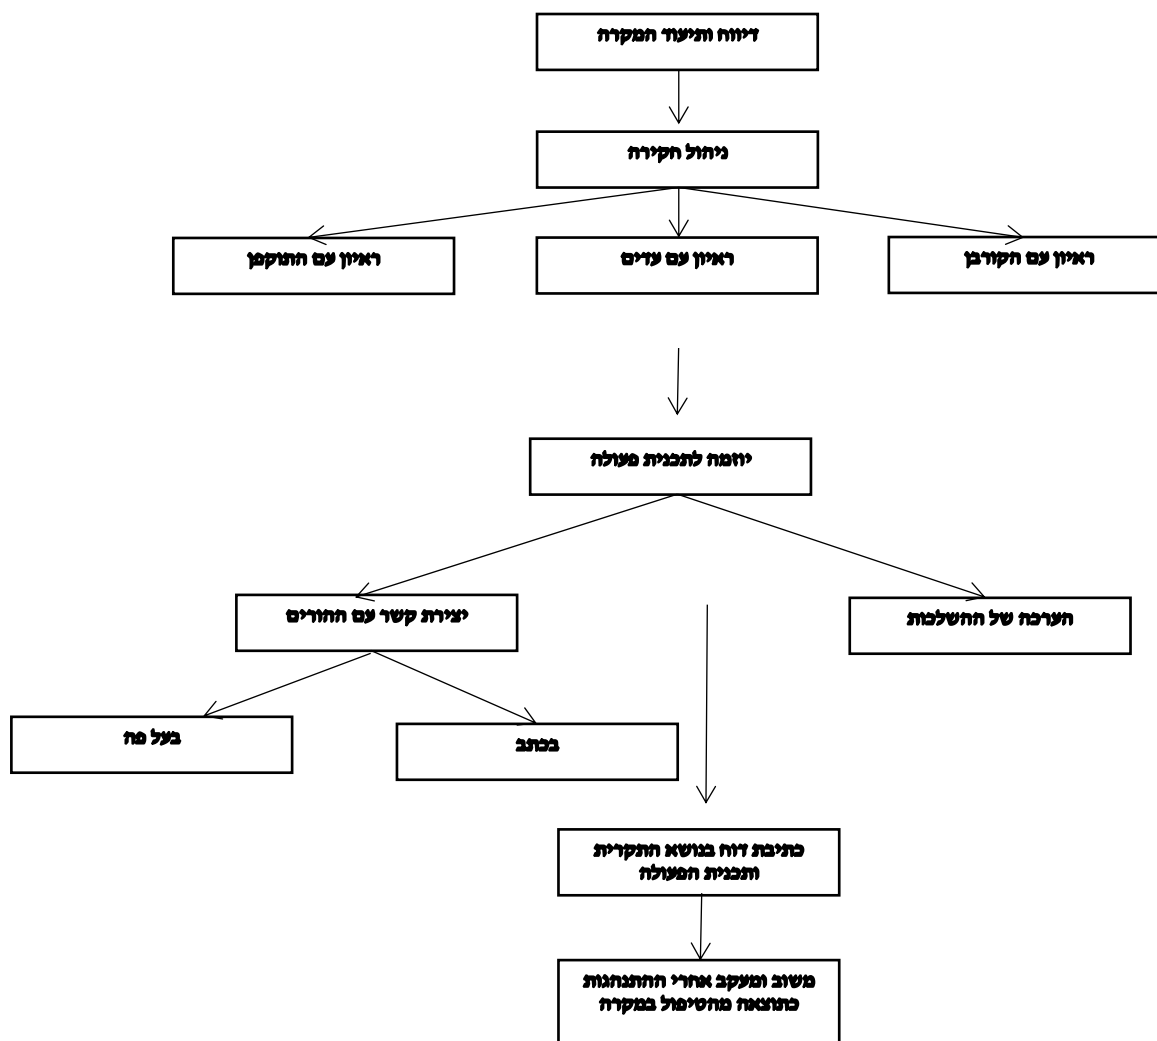 דיווח ותיעוד המקרה
ניהול חקירה
ראיון עם הקורבן
ראיון עם עדים
ראיון עם התוקפן
יוזמה לתכנית פעולה
הערכה של ההשלכות
יצירת קשר עם ההורים
בכתב
בעל פה
כתיבת דוח בנושא התקרית
ותכנית הפעולה
משוב ומעקב אחרי ההתנהגות
כתוצאה מהטיפול במקרה